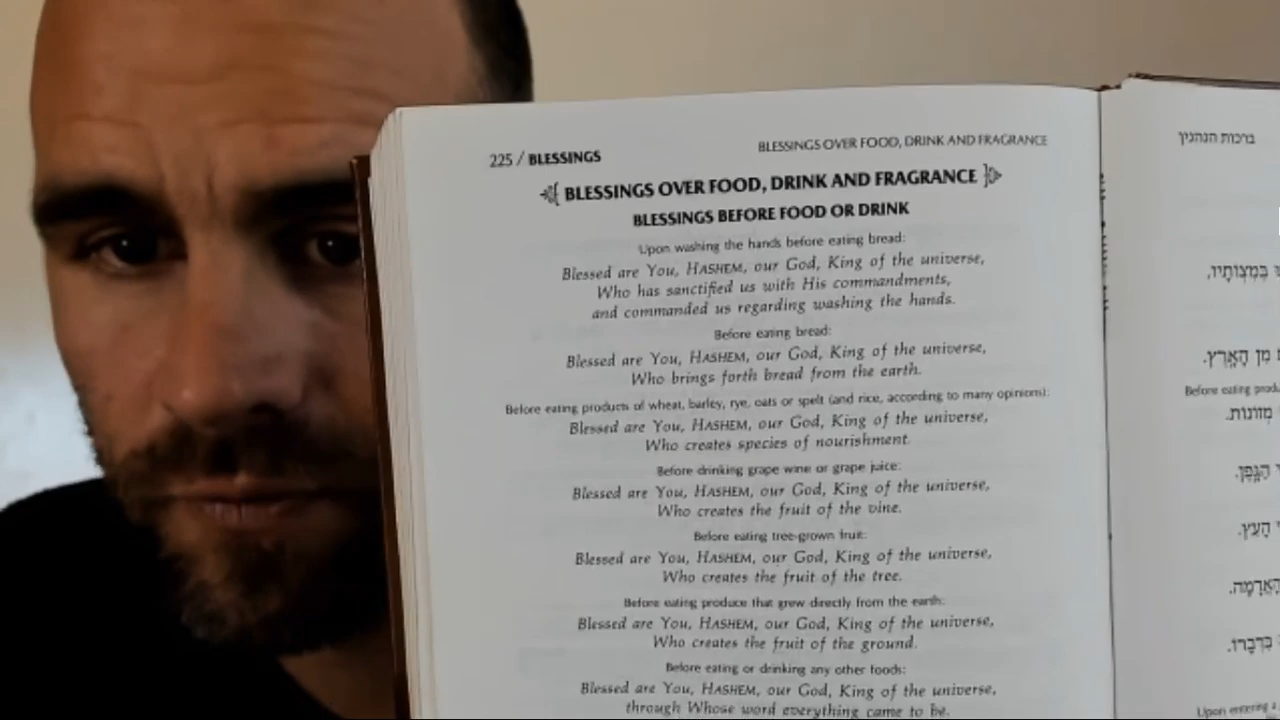 225 / BLESSINGS
BLESSINGS OVER FOOD, DRINK AND FRAGRANCE
BLESSINGS OVER FOOD, DRINK AND FRAGRANCE
BLESSINGS BEFORE FOOD OR DRINK
Upon washing the hands before eating bread:
Blessed are You, HASHEM, our God, King of the universe,
Who has sanctified us with His commandments,
and commanded us regarding washing the hands.
Before eating bread:
Blessed are You, HASHEM, our God, King of the universe,
Who brings forth bread from the earth.
Before eating products of wheat, barley, rye, oats or spelt (and rice, according to many opinions):
Blessed are You, HASHEM, our God, King of the universe,
Who creates species of nourishment.
Before drinking grape wine or grape juice:
Blessed are You, HASHEM, our God, King of the universe,
Who creates the fruit of the vine.
Before eating tree-grown fruit:
Blessed are You, HASHEM, our God, King of the universe,
Who creates the fruit of the tree.
Before eating produce that grew directly from the earth:
Blessed are You, HASHEM, our God, King of the universe,
Who creates the fruit of the ground.
Before eating or drinking any other foods:
Blessed are You, HASHEM, our God, King of the universe,
through Whose word everything came to be.
ברכות הנהנין
בְּמִצְוֹתָיו,
מִן הָאָֽרֶץ.
Before eating
מְזוֹנוֹת.
הַגָּֽפֶן.
הָעֵץ.
הָאֲדָמָה.
בִּדְבָרוֹ.
Upon entering a